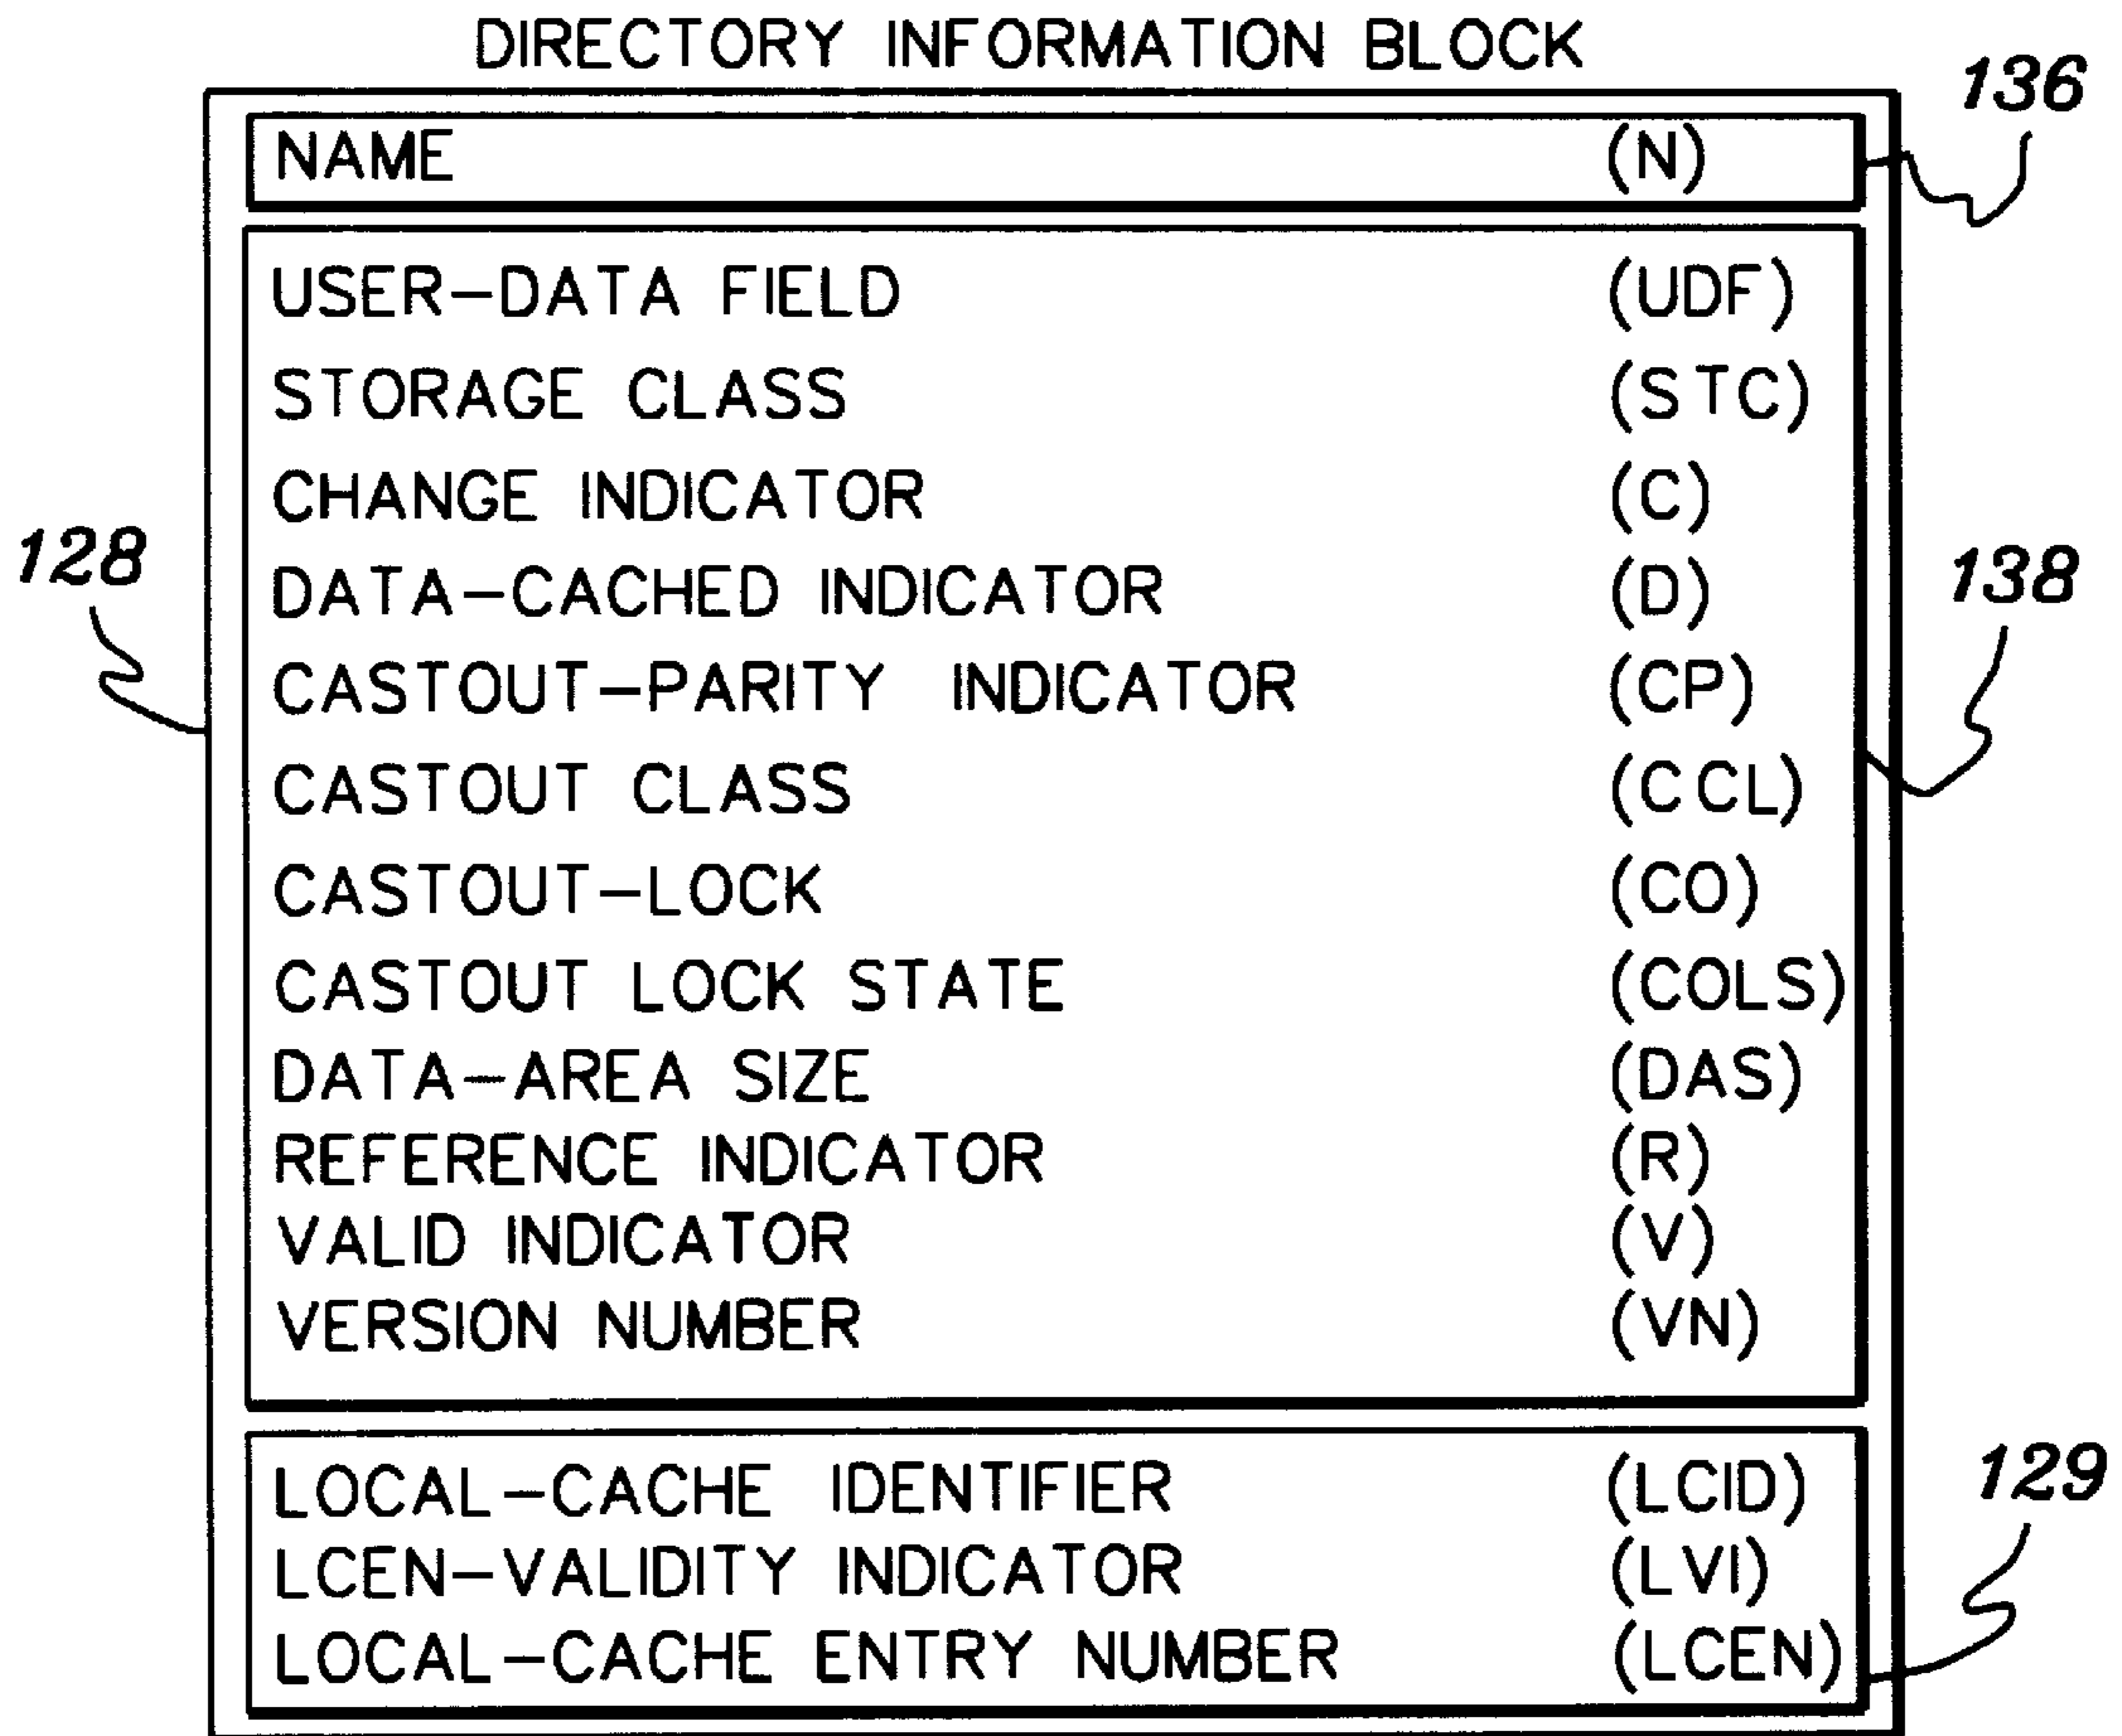 DIRECTORY INFORMATION BLOCK
136
NAME (N)
USER-DATA FIELD (UDF)
STORAGE CLASS (STC)
CHANGE INDICATOR (C)
128
DATA-CACHED INDICATOR (D)
138
CASTOUT-PARITY INDICATOR (CP)
CASTOUT CLASS (CCL)
CASTOUT-LOCK (CO)
CASTOUT LOCK STATE (COLS)
DATA-AREA SIZE (DAS)
REFERENCE INDICATOR (R)
VALID INDICATOR (V)
VERSION NUMBER (VN)
LOCAL-CACHE IDENTIFIER (LCID)
129
LCEN-VALIDITY INDICATOR (LVI)
LOCAL-CACHE ENTRY NUMBER (LCEN)